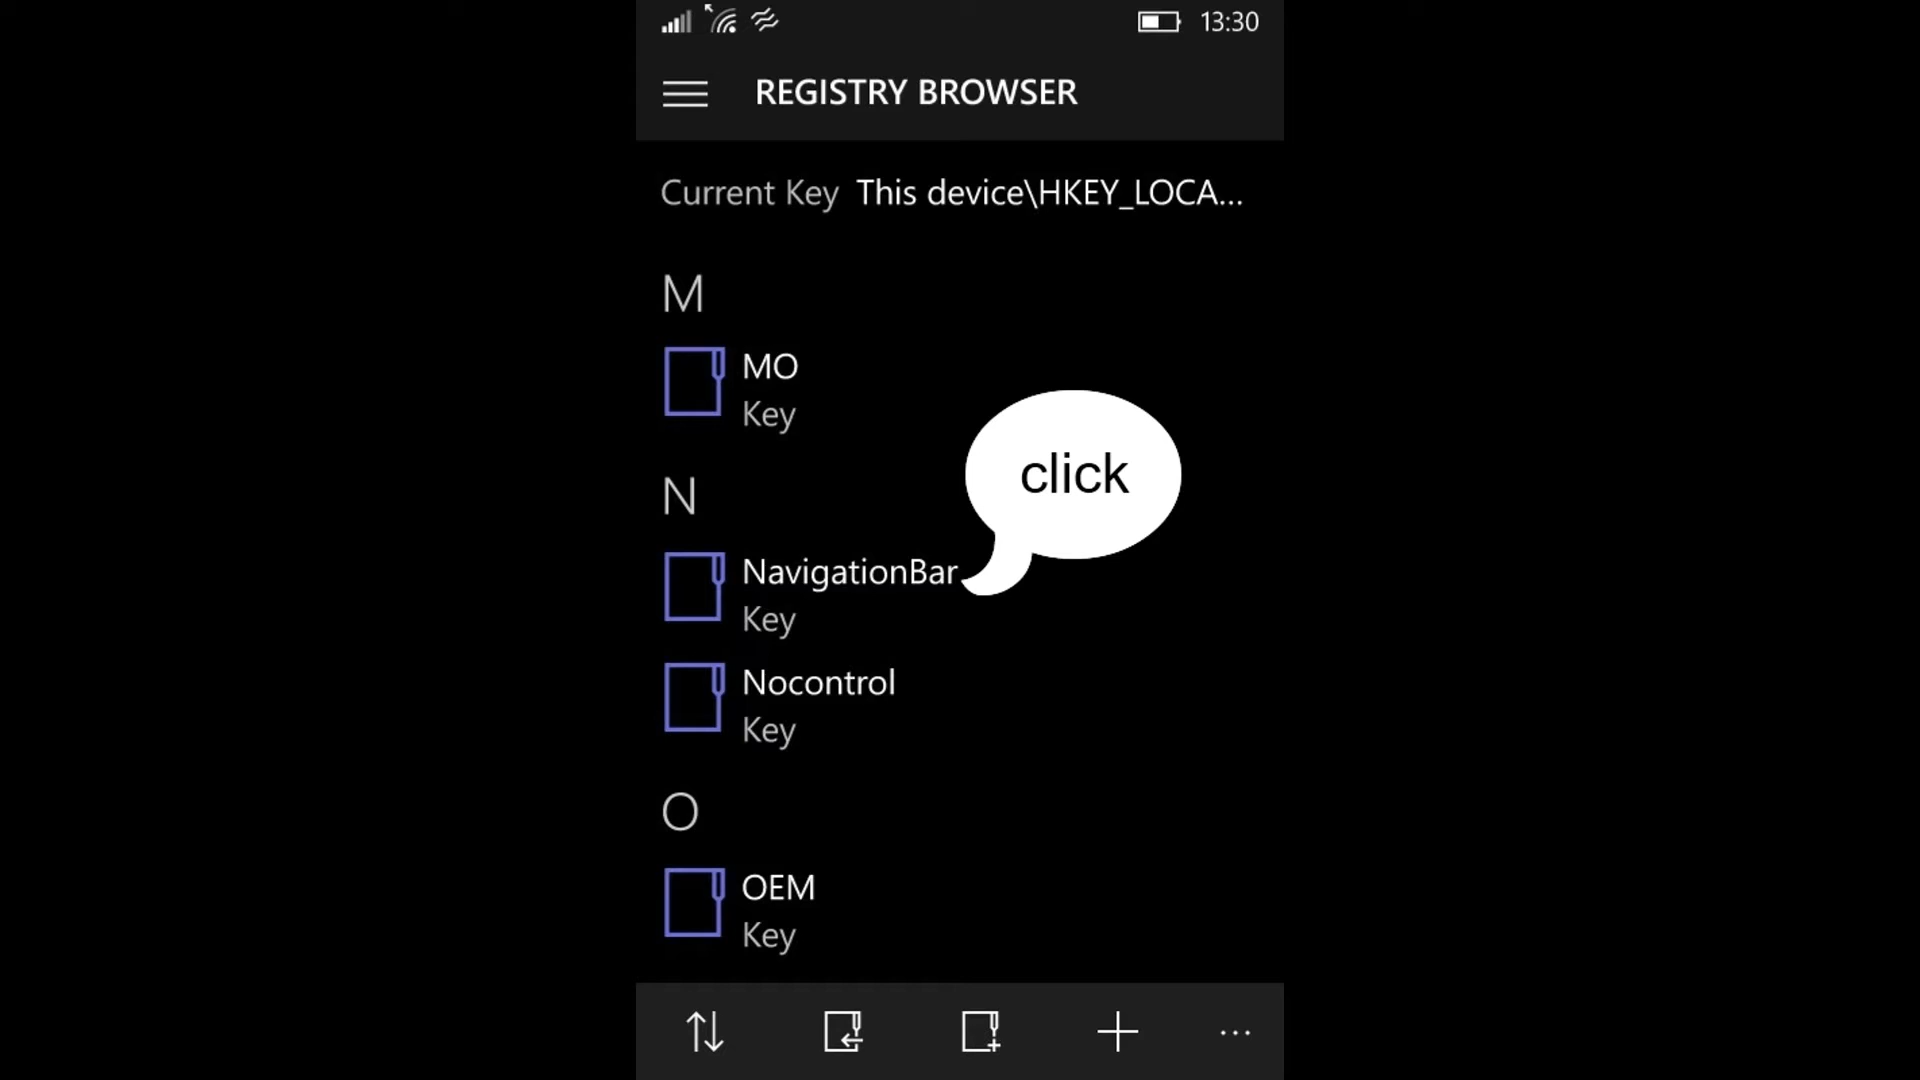 13:30
REGISTRY BROWSER
Current Key This device\HKEY_LOCA...
M
MO
Key
click
N
NavigationBar
Key
Nocontrol
Key
O
OEM
Key